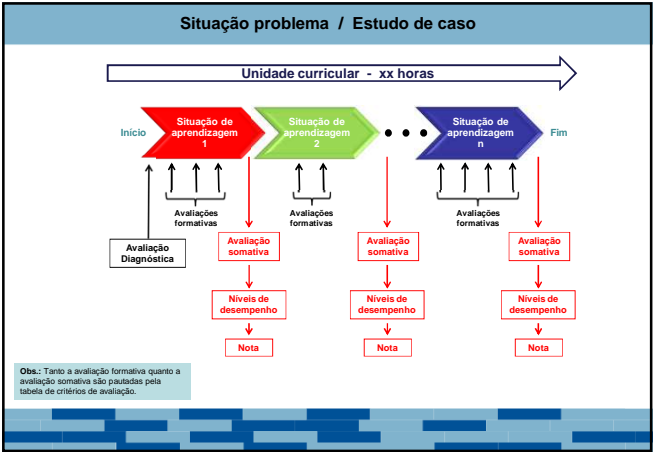 Situação problema / Estudo de caso
Unidade curricular - xx horas
Início
Situação de
aprendizagem
1
Situação de
aprendizagem
2
Situação de
aprendizagem
n
Fim
Avaliações
formativas
Avaliações
formativas
Avaliações
formativas
Avaliação
Diagnóstica
Avaliação
somativa
Avaliação
somativa
Avaliação
somativa
Níveis de
desempenho
Níveis de
desempenho
Níveis de
desempenho
Nota
Nota
Nota
Obs.: Tanto a avaliação formativa quanto a
avaliação somativa são pautadas pela
tabela de critérios de avaliação.